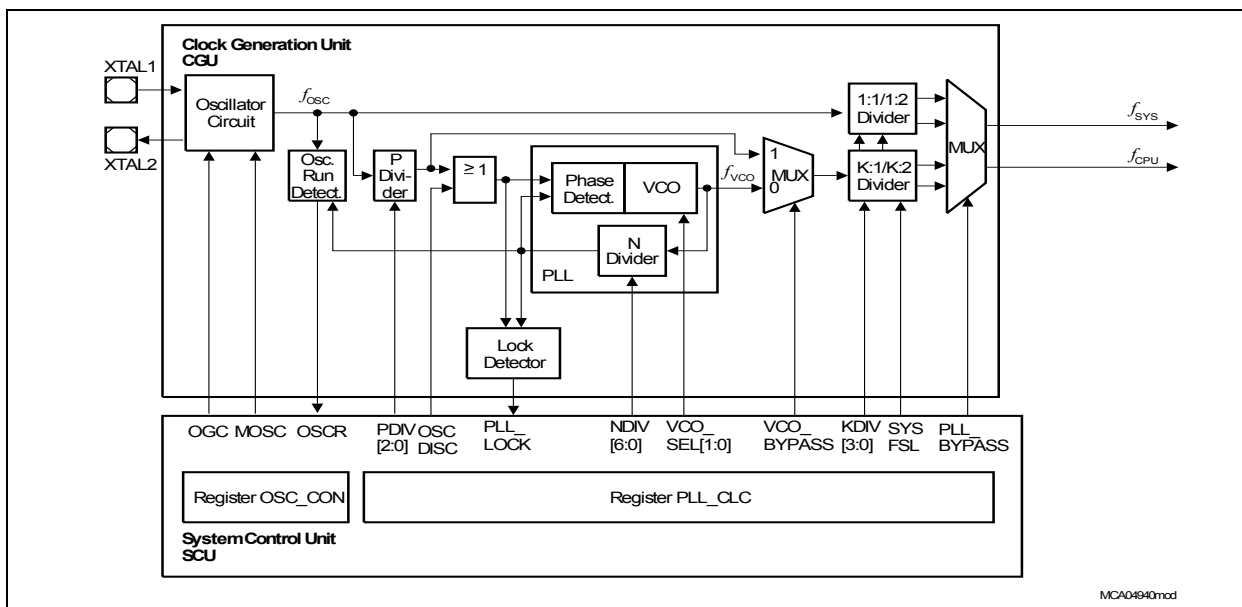 Clock Generation Unit
CGU
XTAL1
XTAL2
Oscillator
Circuit
fOSC
Osc.
Run
Detect.
P
Divi-
der
≥ 1
Phase
Detect.
VCO
N
Divider
PLL
fVCO
1
MUX
0
1:1/1:2
Divider
K:1/K:2
Divider
MUX
fSYS
fCPU
Lock
Detector
OGC
MOSC
OSCR
PDIV
[2:0]
OSC
DISC
PLL_
LOCK
NDIV
[6:0]
VCO_
SEL[1:0]
VCO_
BYPASS
KDIV
[3:0]
SYS
FSL
PLL_
BYPASS
Register OSC_CON
Register PLL_CLC
System Control Unit
SCU
MCA04940mod